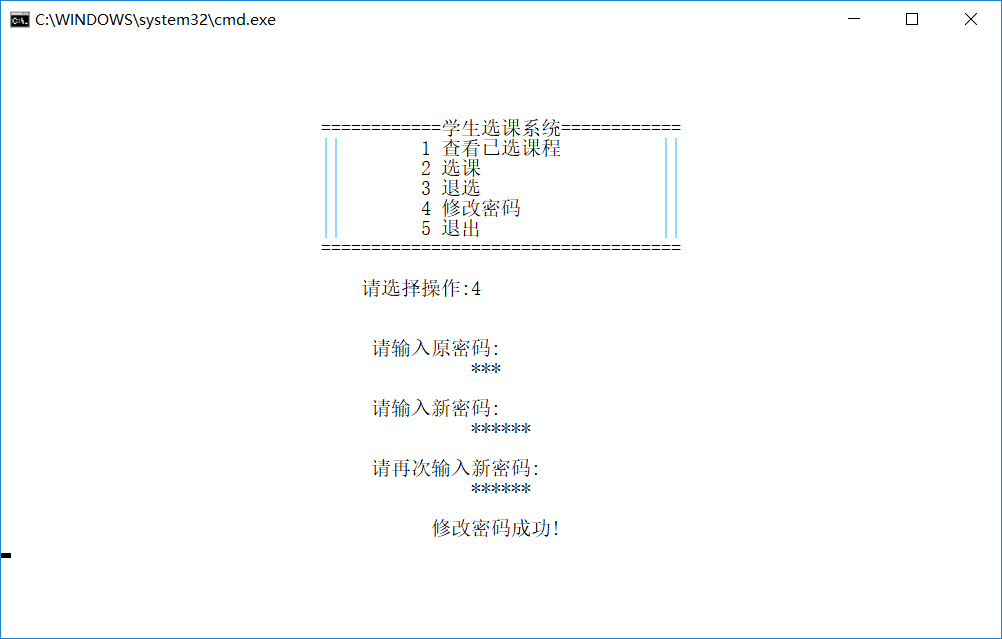 C:\WINDOWS\system32\cmd.exe
============学生选课系统============
1 查看已选课程
2 选课
3 退选
4 修改密码
5 退出
====================================
请选择操作:4
请输入原密码:
***
请输入新密码:
******
请再次输入新密码:
******
修改密码成功!